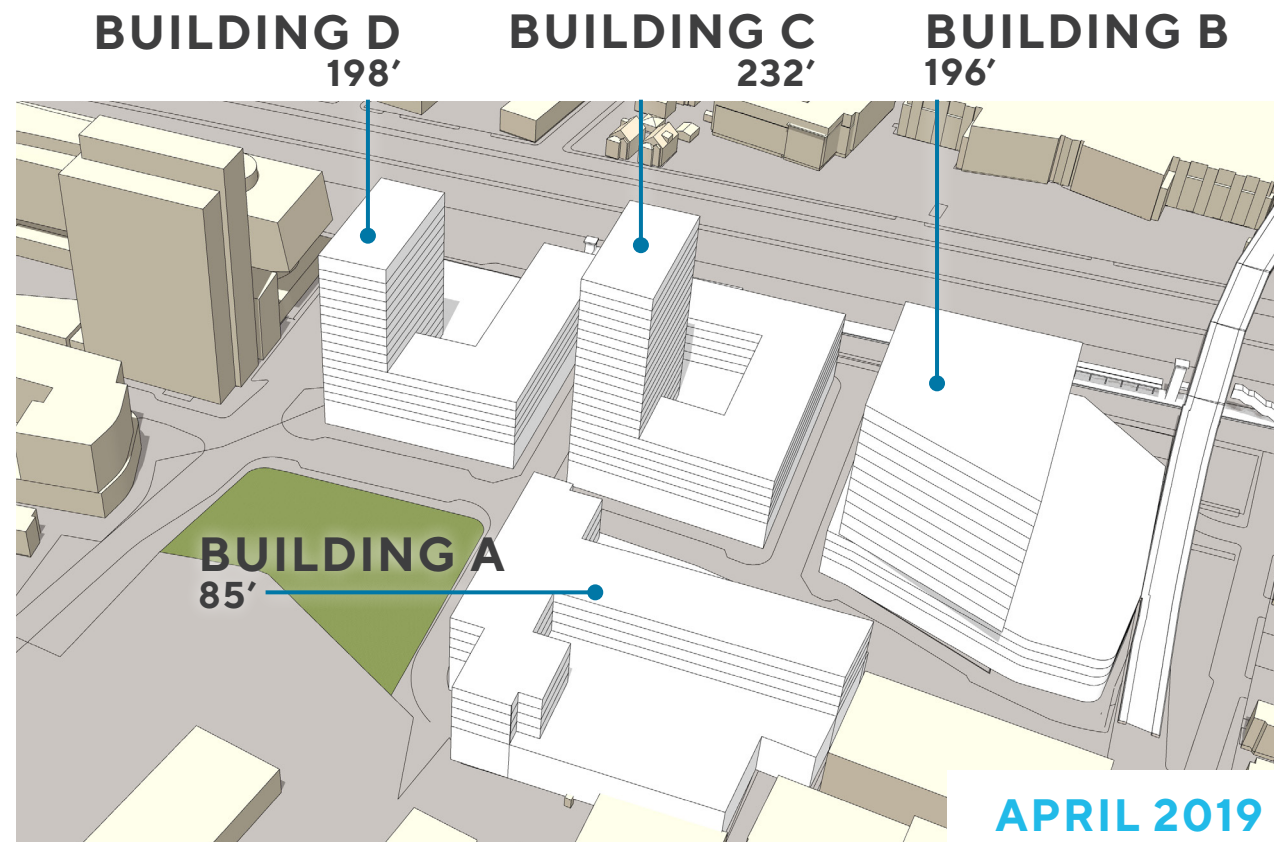 BUILDING D
198′
BUILDING C
232′
BUILDING B
196′
BUILDING A
85′
APRIL 2019